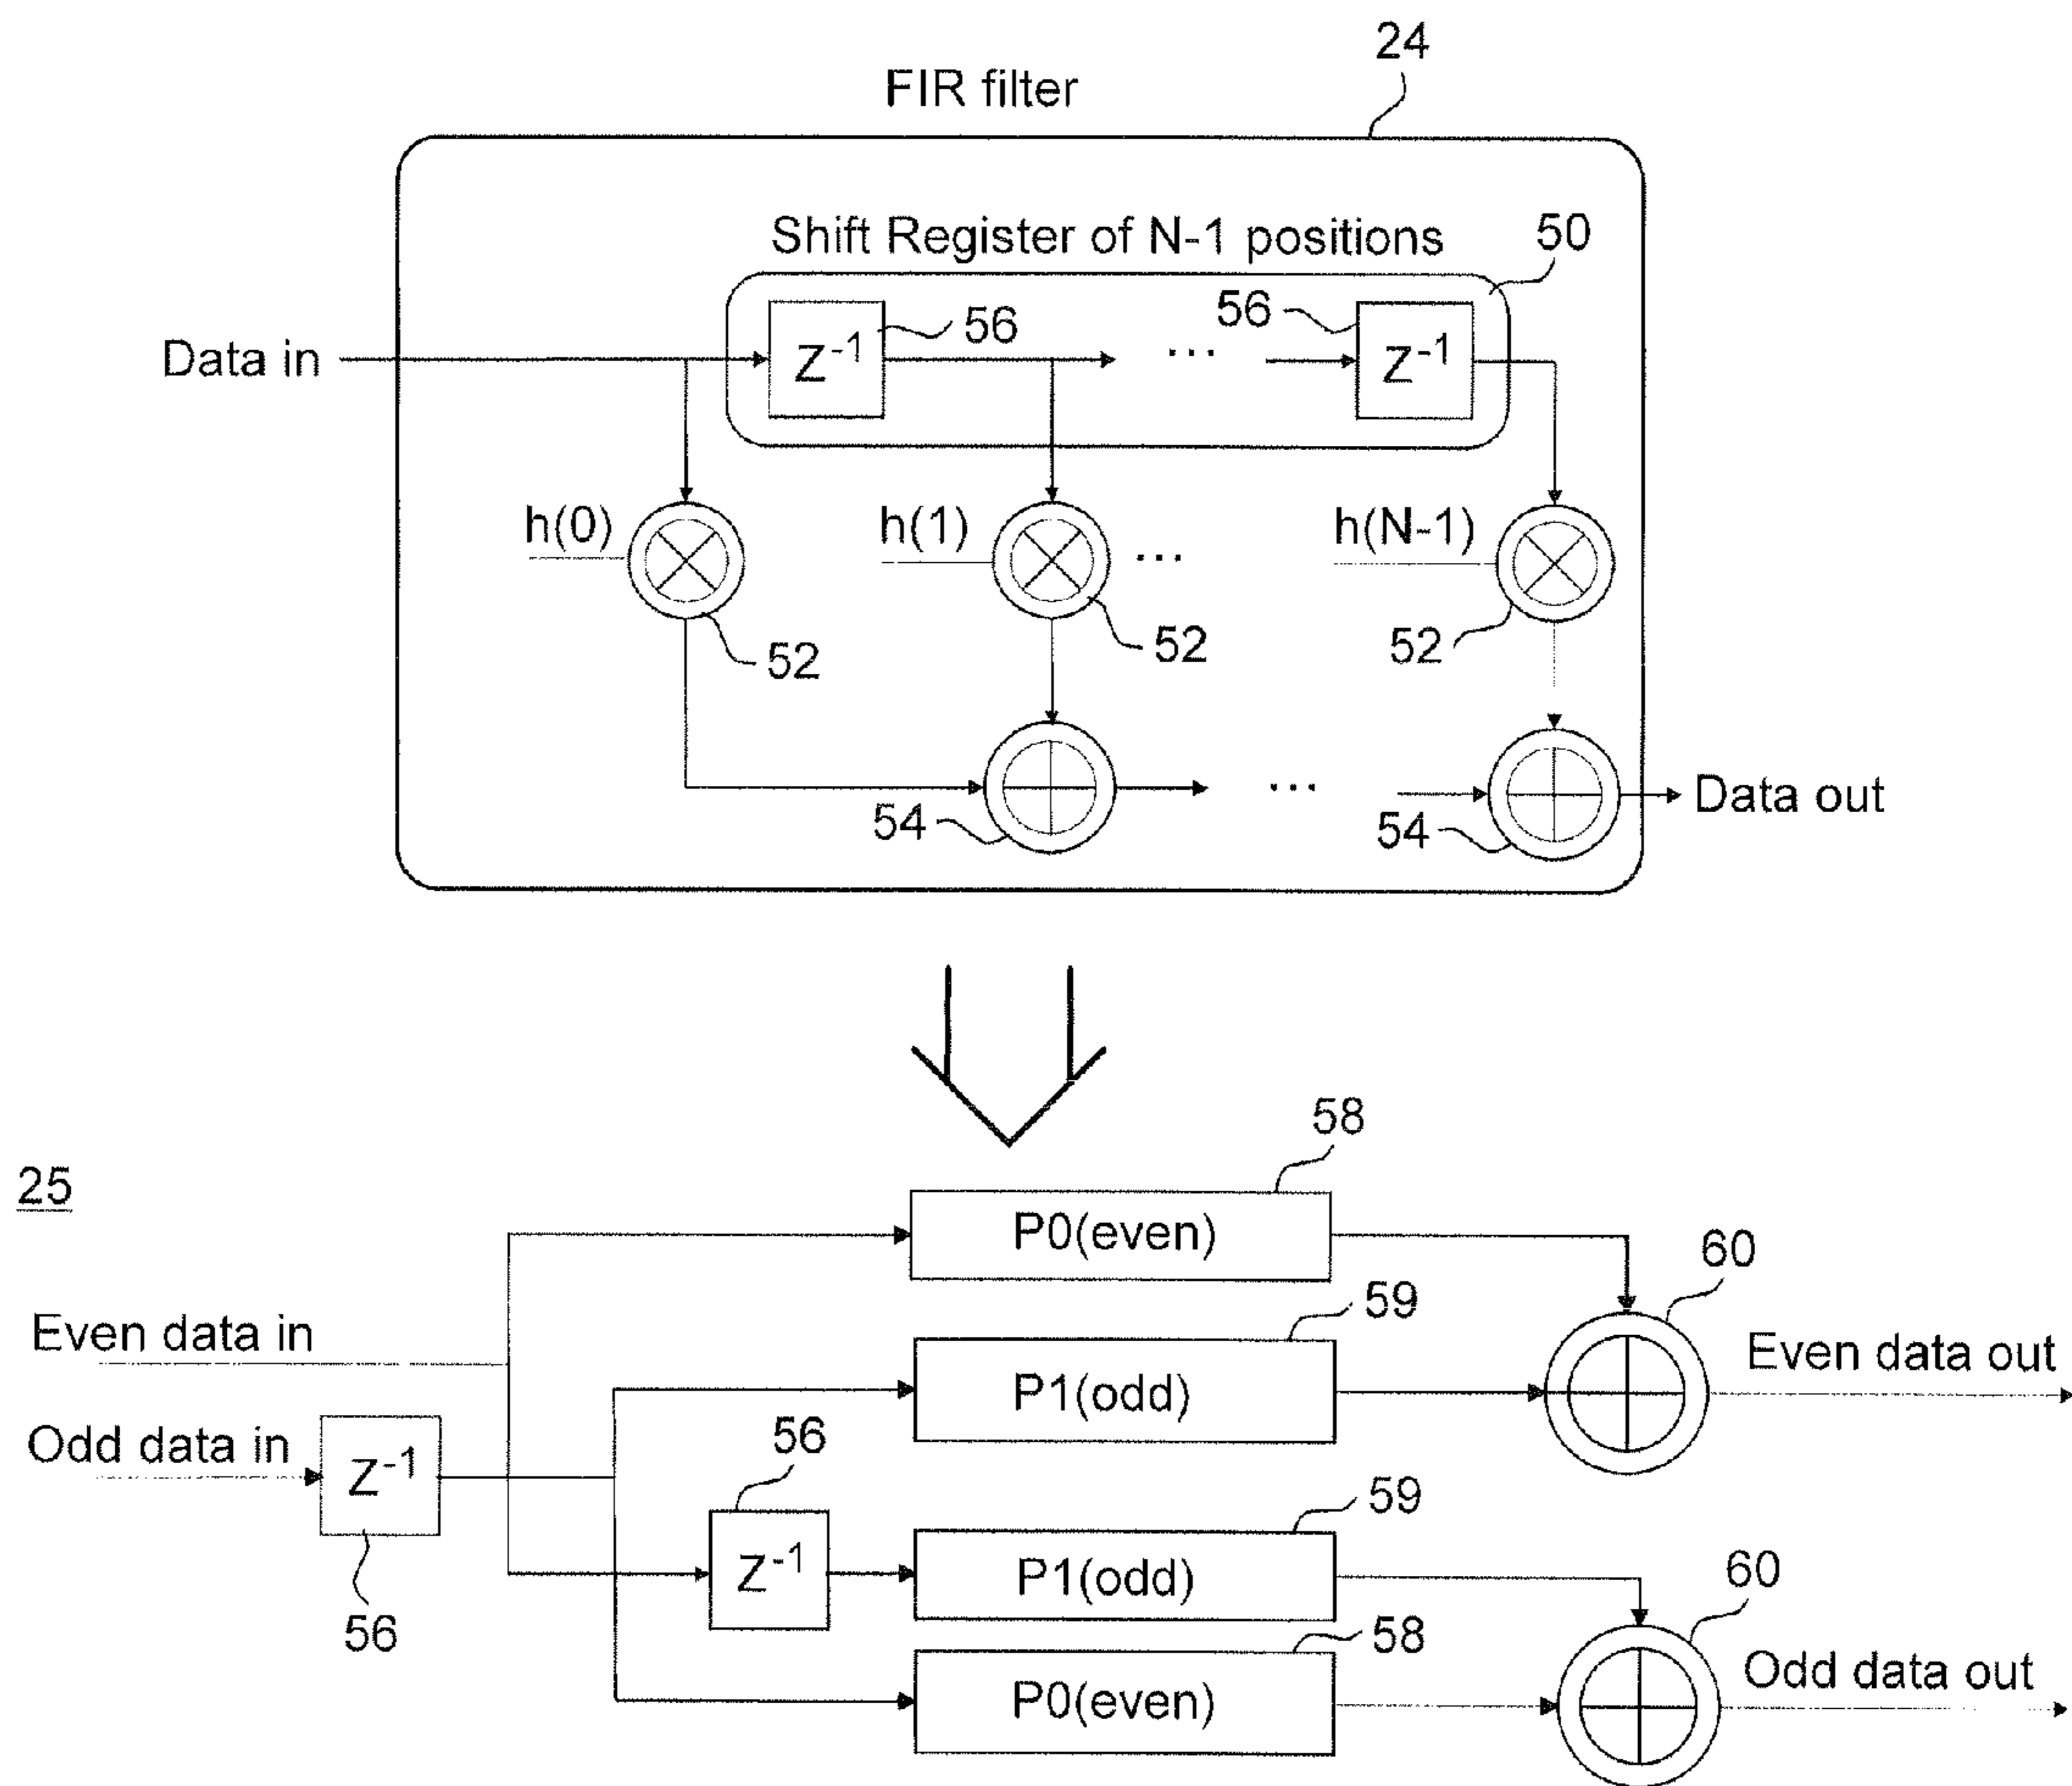 24
FIR filter
Shift Register of N-1 positions
50
Data in
Z⁻¹
56
...
56
Z⁻¹
h(0)
h(1)
...
h(N-1)
52
52
52
54
...
54
Data out
25
58
P0(even)
60
Even data in
59
P1(odd)
Even data out
Odd data in
Z⁻¹
56
56
Z⁻¹
59
P1(odd)
60
58
P0(even)
Odd data out